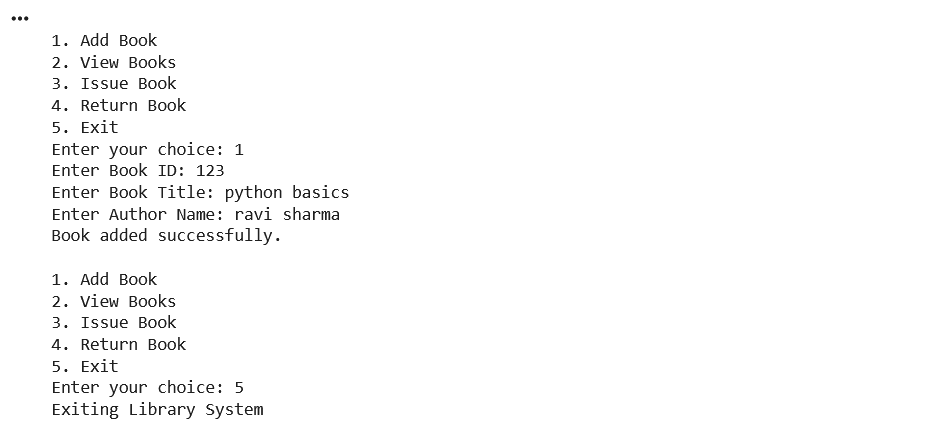 •••
1. Add Book
2. View Books
3. Issue Book
4. Return Book
5. Exit
Enter your choice: 1
Enter Book ID: 123
Enter Book Title: python basics
Enter Author Name: ravi sharma
Book added successfully.

1. Add Book
2. View Books
3. Issue Book
4. Return Book
5. Exit
Enter your choice: 5
Exiting Library System